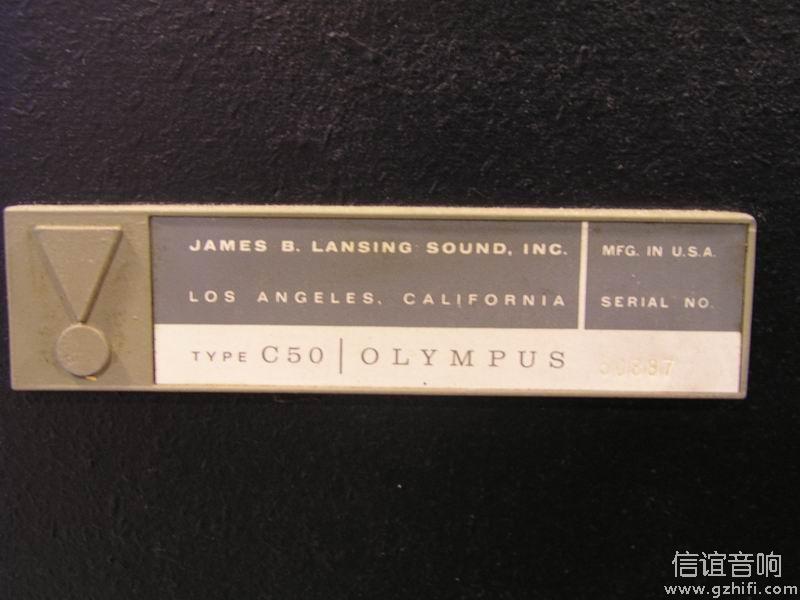 JAMES B. LANSING SOUND, INC.
MFG. IN U.S.A.
LOS ANGELES, CALIFORNIA
SERIAL NO.
TYPE C50 | OLYMPUS
信谊音响
www.gzhifi.com